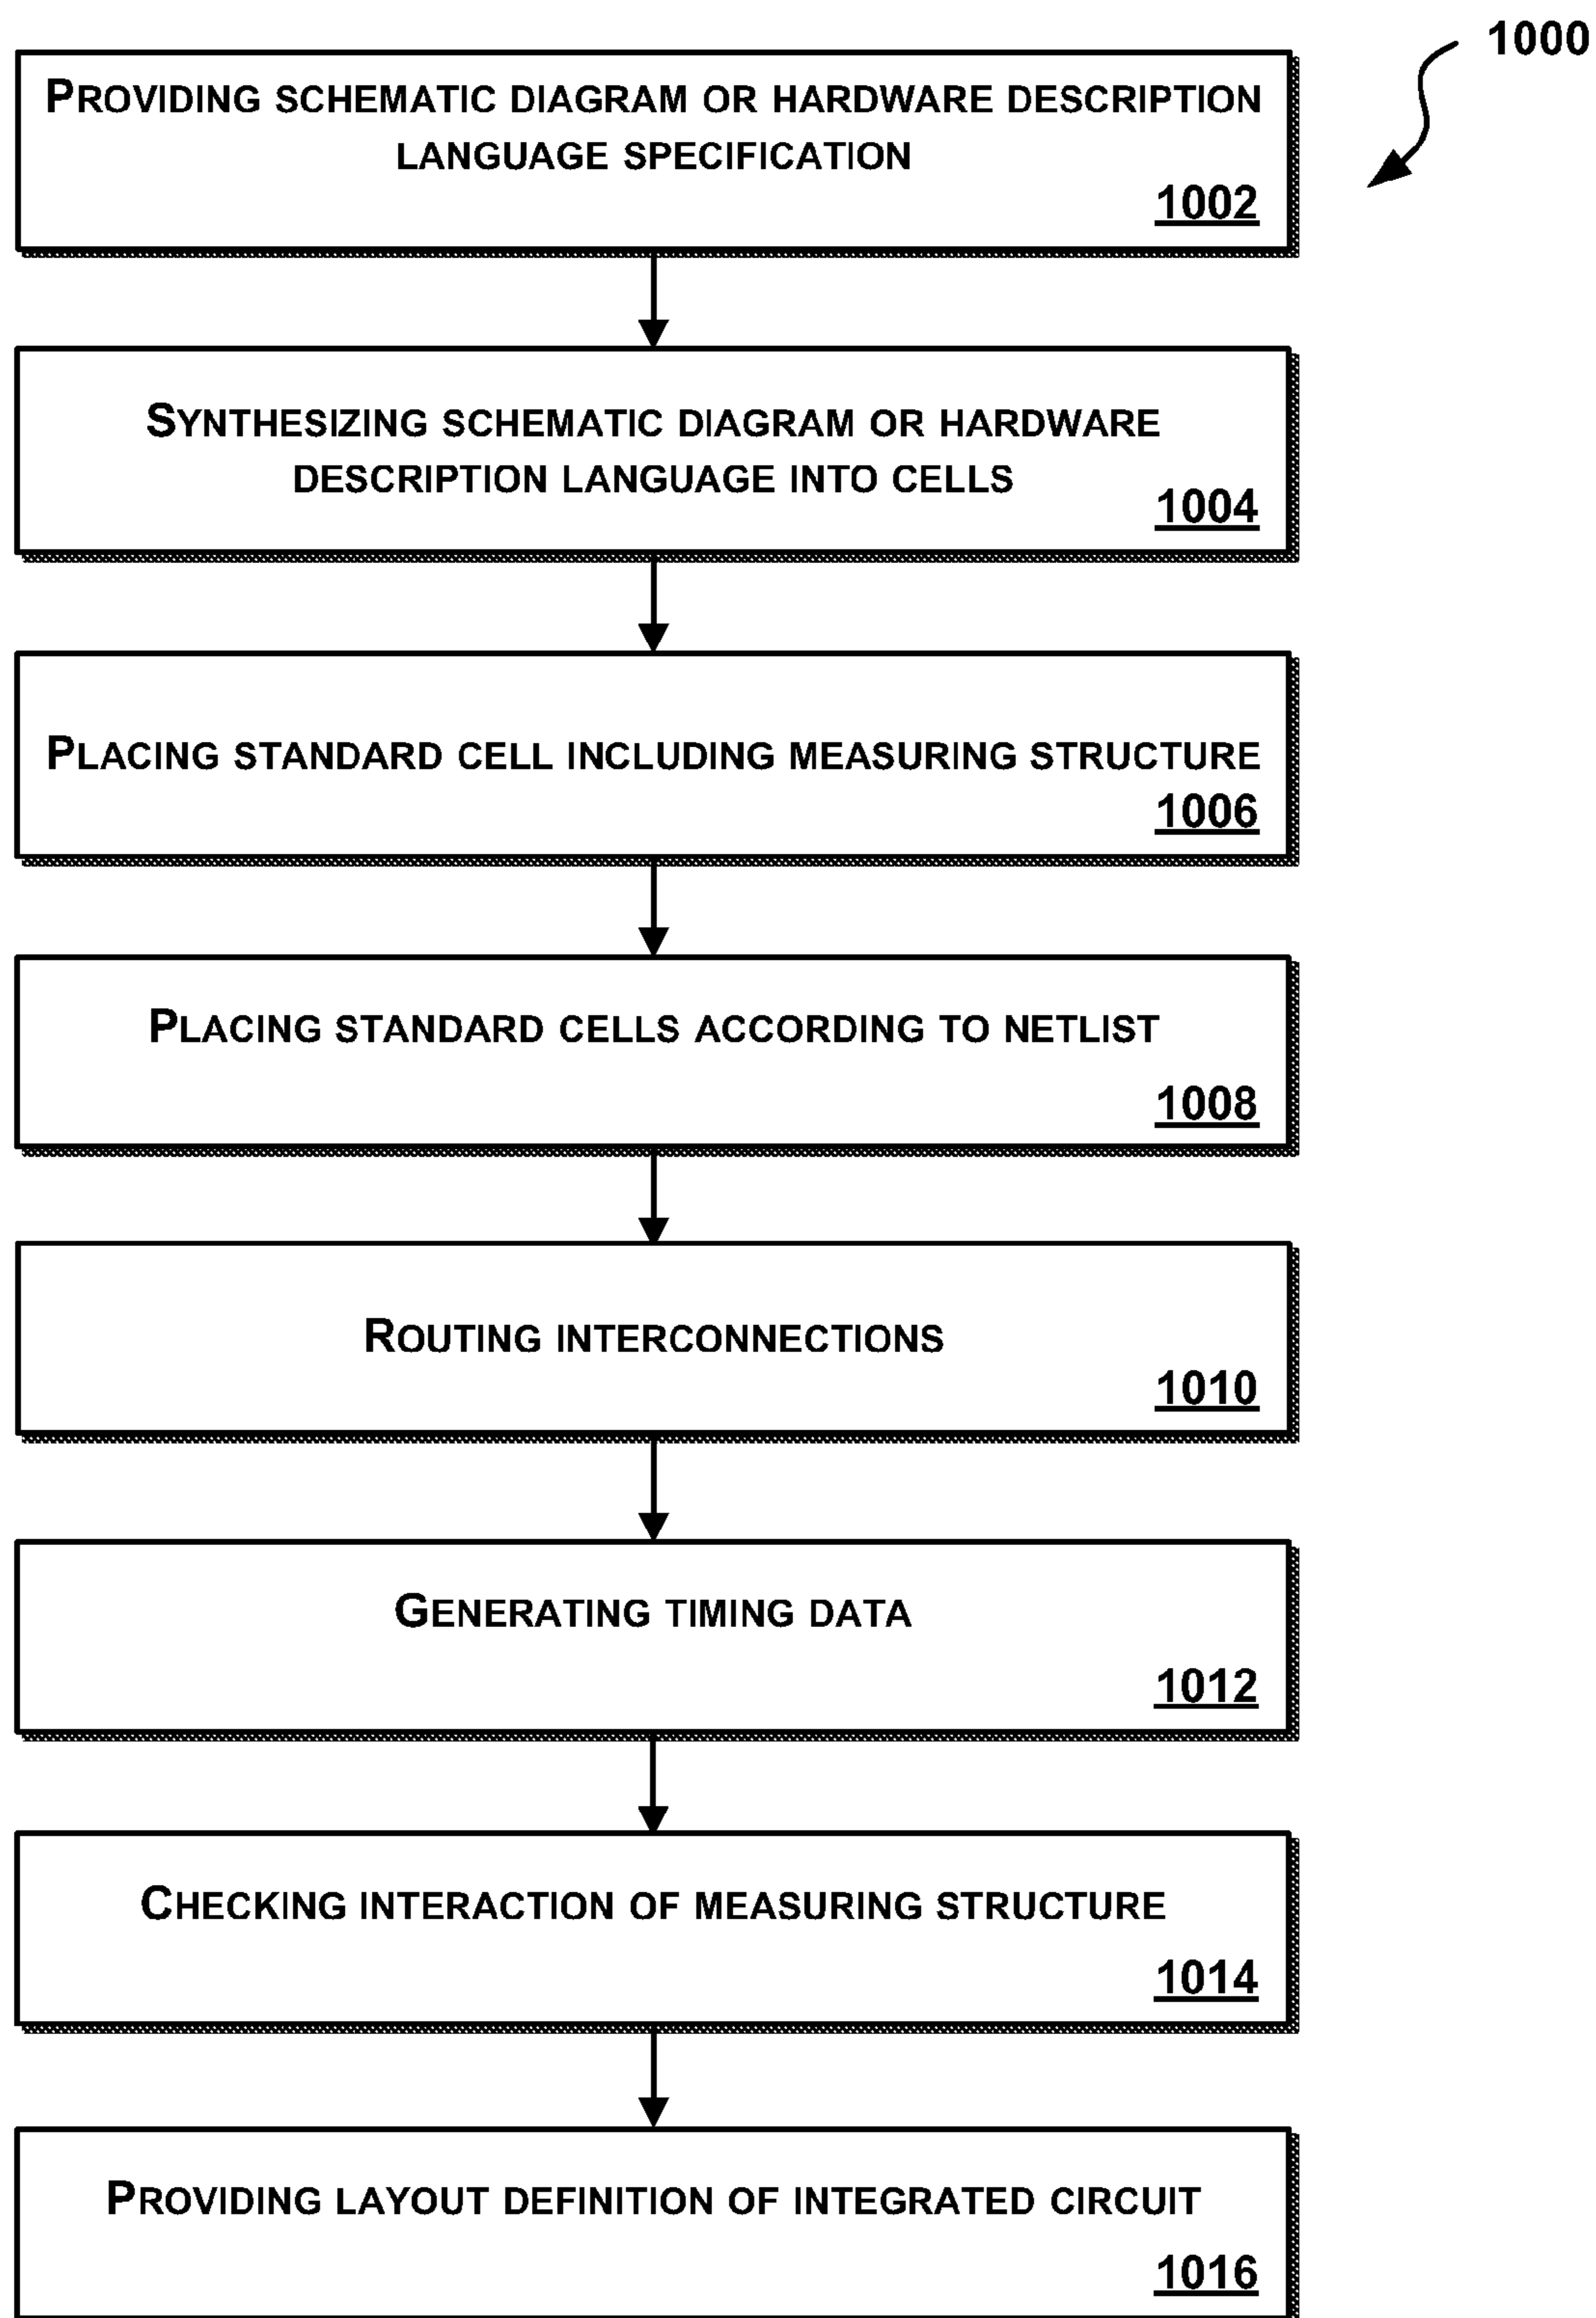 1000
PROVIDING SCHEMATIC DIAGRAM OR HARDWARE DESCRIPTION
LANGUAGE SPECIFICATION
1002
SYNTHESIZING SCHEMATIC DIAGRAM OR HARDWARE
DESCRIPTION LANGUAGE INTO CELLS
1004
PLACING STANDARD CELL INCLUDING MEASURING STRUCTURE
1006
PLACING STANDARD CELLS ACCORDING TO NETLIST
1008
ROUTING INTERCONNECTIONS
1010
GENERATING TIMING DATA
1012
CHECKING INTERACTION OF MEASURING STRUCTURE
1014
PROVIDING LAYOUT DEFINITION OF INTEGRATED CIRCUIT
1016